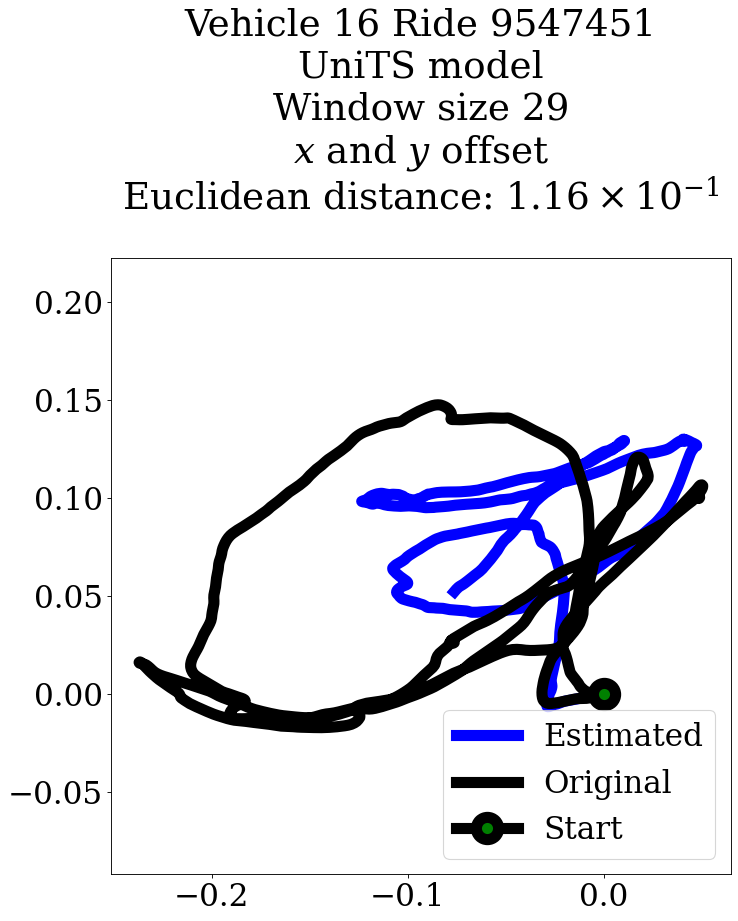 Vehicle 16 Ride 9547451
UniTS model
Window size 29
x and y offset
Euclidean distance: 1.16 × 10⁻¹
0.20
0.15
0.10
0.05
0.00
−0.05
−0.2
−0.1
0.0
Estimated
Original
Start